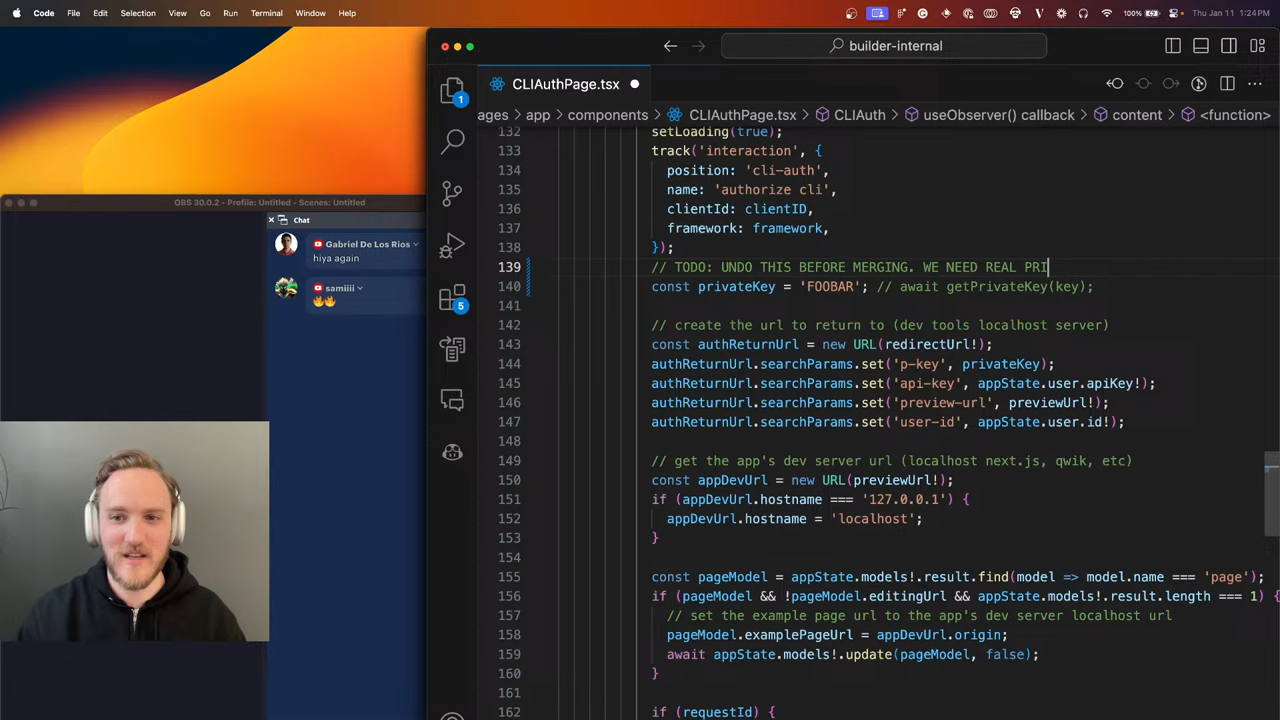 Code File Edit Selection View Go Run Terminal Window Help
100% Thu Jan 11 1:24 PM
builder-internal
CLIAuthPage.tsx
ages > app > components > CLIAuthPage.tsx > CLIAuth > useObserver() callback > content > <function>
1
5
OBS 30.0.2 - Profile: Untitled - Scenes: Untitled
Chat
Gabriel De Los Rios
hiya again
samiiii
132 setLoading(true);
133 track('interaction', {
134 position: 'cli-auth',
135 name: 'authorize cli',
136 clientId: clientID,
137 framework: framework,
138 });
139 // TODO: UNDO THIS BEFORE MERGING. WE NEED REAL PRI
140 const privateKey = 'FOOBAR'; // await getPrivateKey(key);
141
142 // create the url to return to (dev tools localhost server)
143 const authReturnUrl = new URL(redirectUrl!);
144 authReturnUrl.searchParams.set('p-key', privateKey);
145 authReturnUrl.searchParams.set('api-key', appState.user.apiKey!);
146 authReturnUrl.searchParams.set('preview-url', previewUrl!);
147 authReturnUrl.searchParams.set('user-id', appState.user.id!);
148
149 // get the app's dev server url (localhost next.js, qwik, etc)
150 const appDevUrl = new URL(previewUrl!);
151 if (appDevUrl.hostname === '127.0.0.1') {
152 appDevUrl.hostname = 'localhost';
153 }
154
155 const pageModel = appState.models!.result.find(model => model.name === 'page');
156 if (pageModel && !pageModel.editingUrl && appState.models!.result.length === 1) {
157 // set the example page url to the app's dev server localhost url
158 pageModel.examplePageUrl = appDevUrl.origin;
159 await appState.models!.update(pageModel, false);
160 }
161
162 if (requestId) {